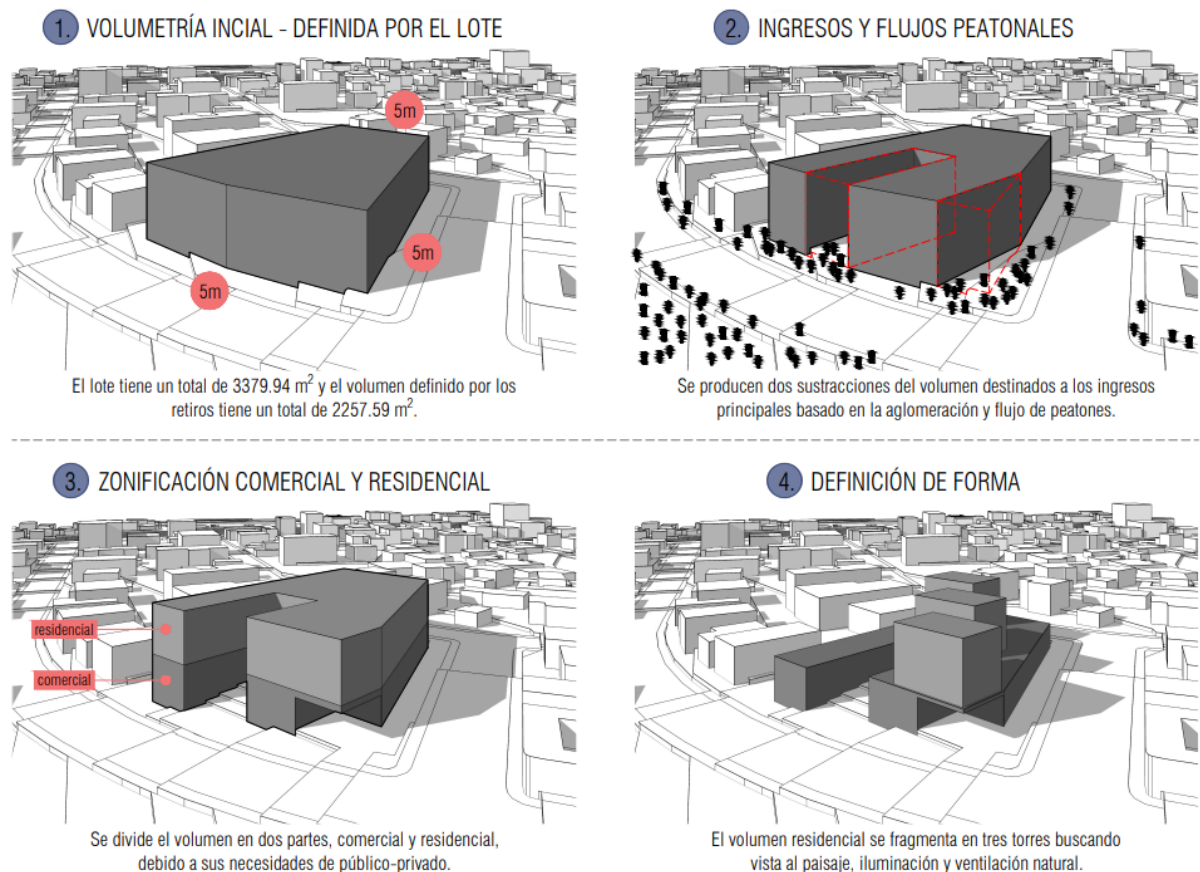 1. VOLUMETRÍA INCIAL - DEFINIDA POR EL LOTE
5m
5m
5m
El lote tiene un total de 3379.94 m² y el volumen definido por los
retiros tiene un total de 2257.59 m².
2. INGRESOS Y FLUJOS PEATONALES
Se producen dos sustracciones del volumen destinados a los ingresos
principales basado en la aglomeración y flujo de peatones.
3. ZONIFICACIÓN COMERCIAL Y RESIDENCIAL
residencial
comercial
Se divide el volumen en dos partes, comercial y residencial,
debido a sus necesidades de público-privado.
4. DEFINICIÓN DE FORMA
El volumen residencial se fragmenta en tres torres buscando
vista al paisaje, iluminación y ventilación natural.